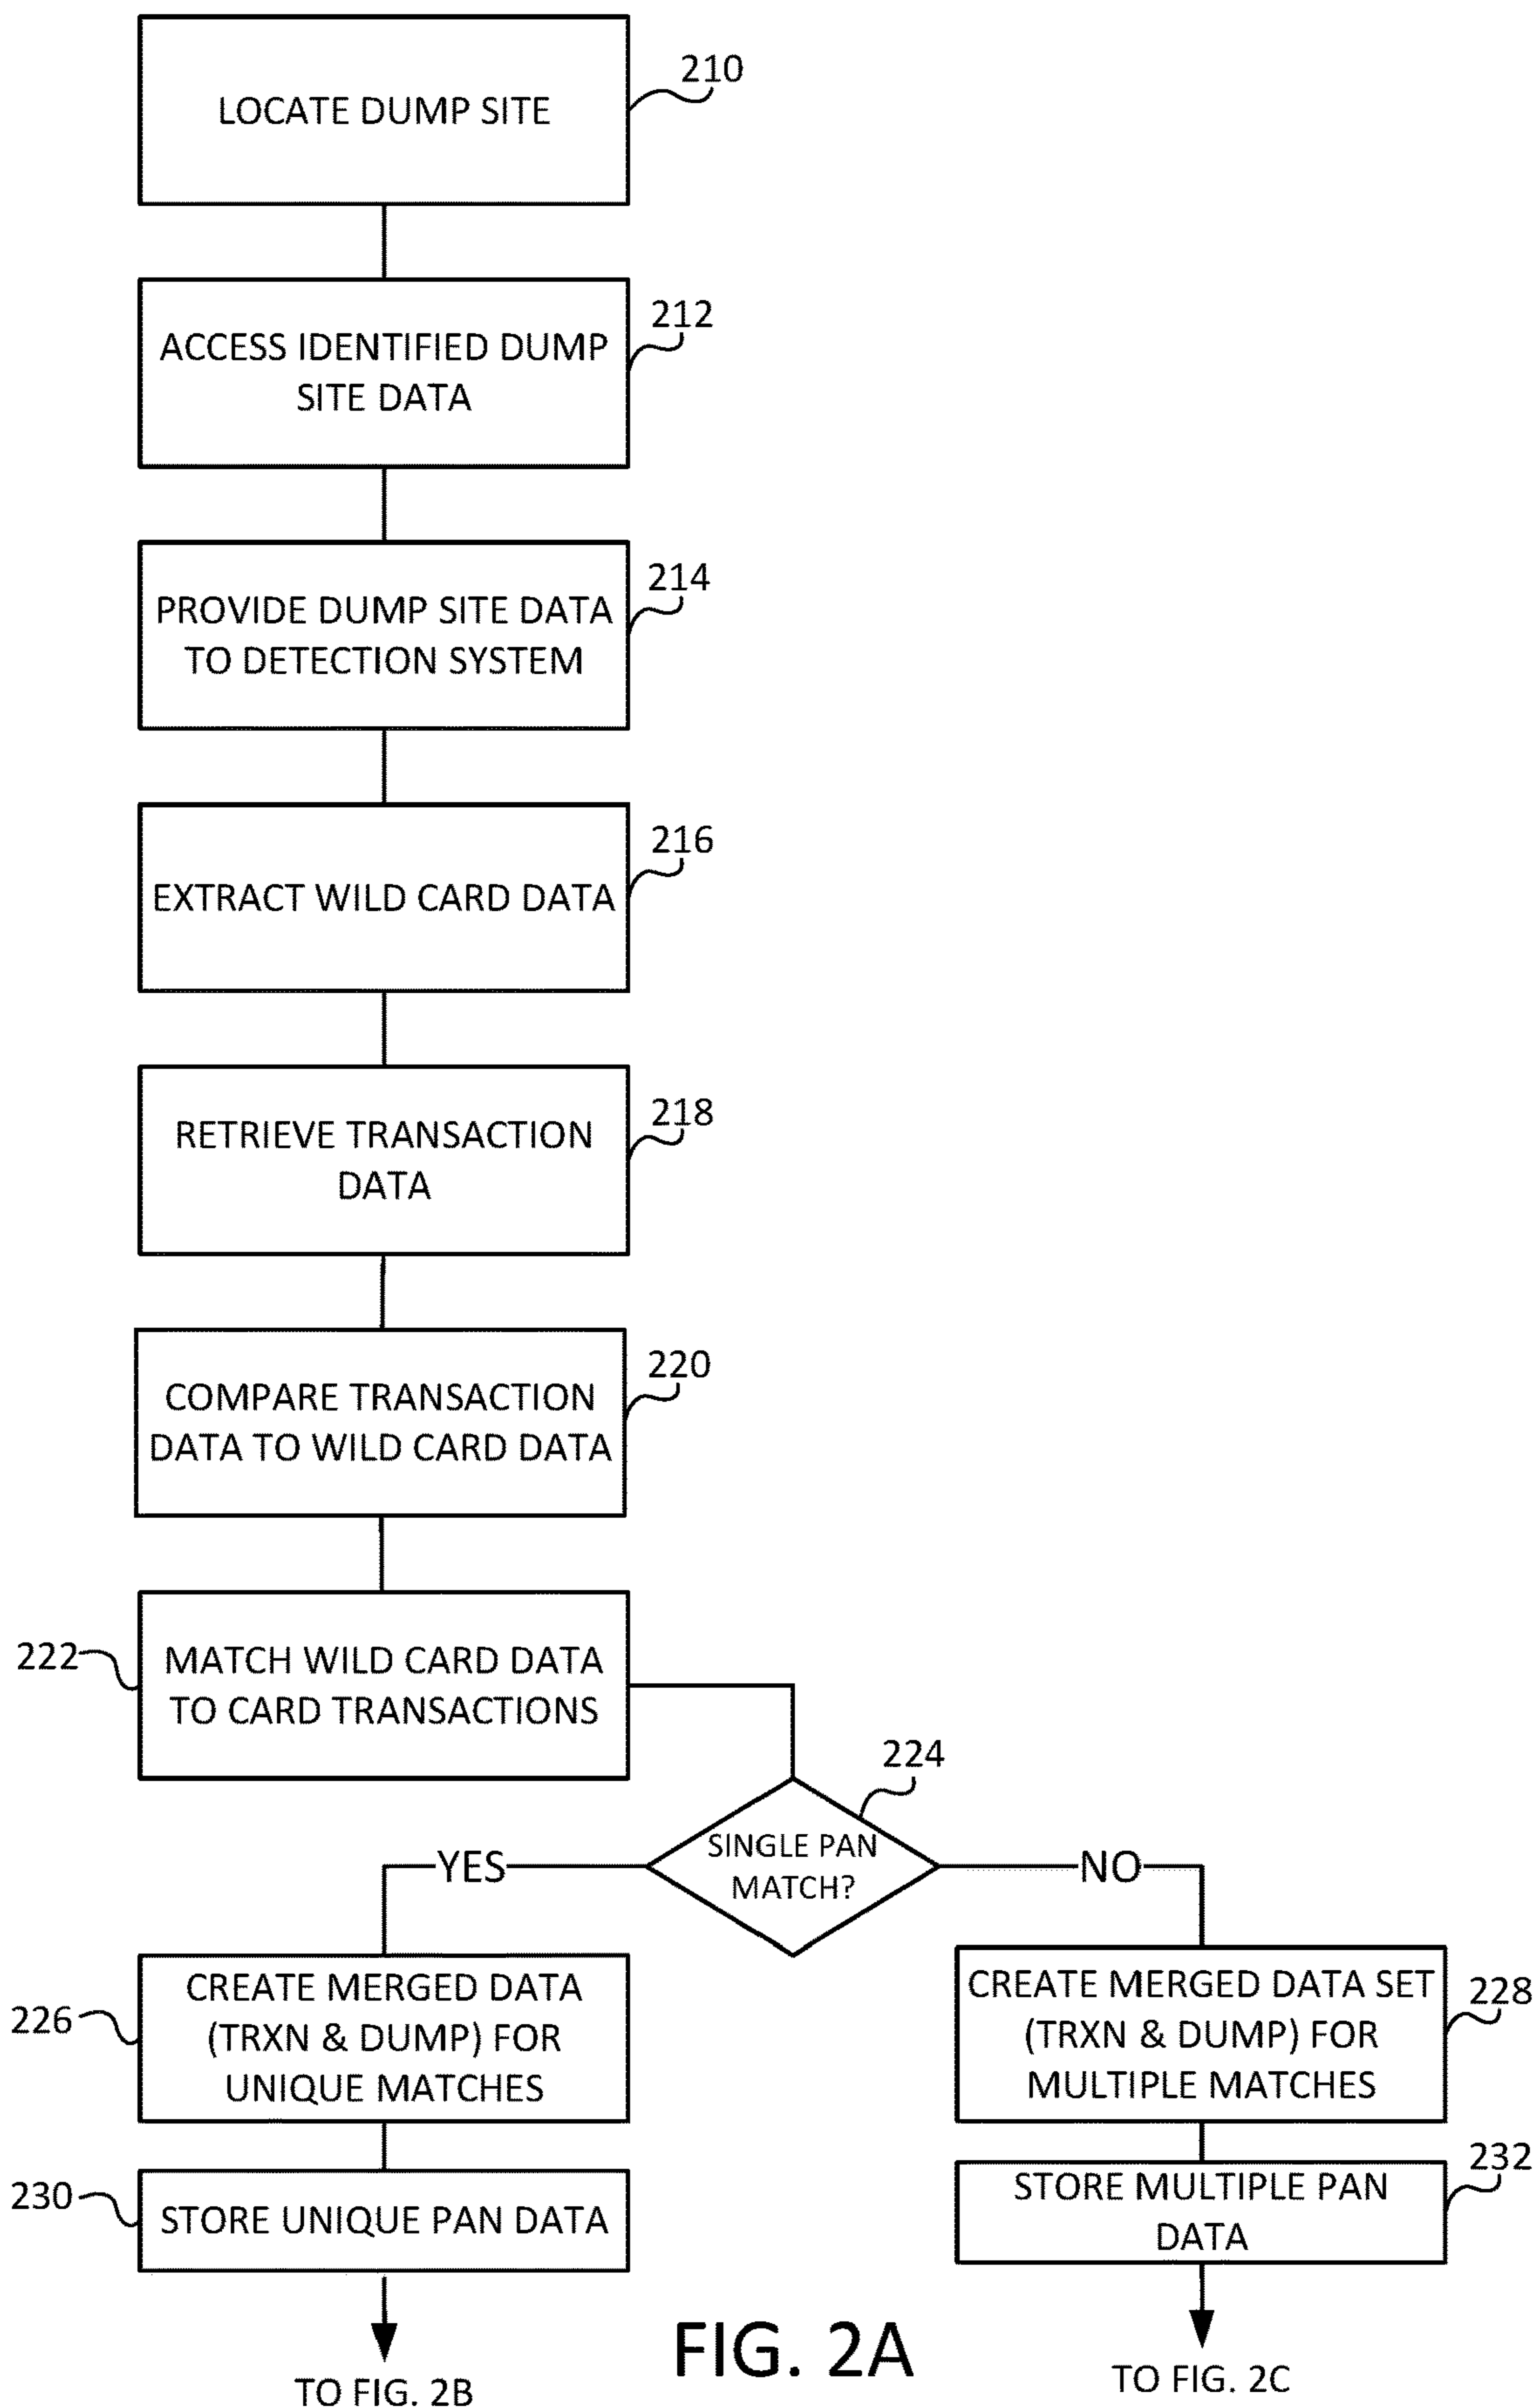 LOCATE DUMP SITE
210
ACCESS IDENTIFIED DUMP
SITE DATA
212
PROVIDE DUMP SITE DATA
TO DETECTION SYSTEM
214
EXTRACT WILD CARD DATA
216
RETRIEVE TRANSACTION
DATA
218
COMPARE TRANSACTION
DATA TO WILD CARD DATA
220
222
MATCH WILD CARD DATA
TO CARD TRANSACTIONS
224
SINGLE PAN
MATCH?
YES
NO
226
CREATE MERGED DATA
(TRXN & DUMP) FOR
UNIQUE MATCHES
CREATE MERGED DATA SET
(TRXN & DUMP) FOR
MULTIPLE MATCHES
228
230
STORE UNIQUE PAN DATA
STORE MULTIPLE PAN
DATA
232
TO FIG. 2B
FIG. 2A
TO FIG. 2C